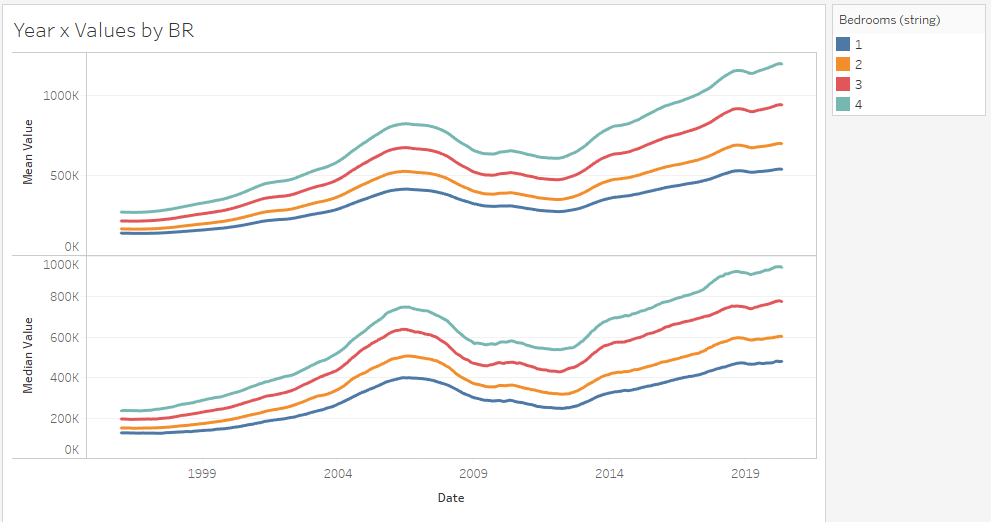 Year x Values by BR
Bedrooms (string)
1
2
3
4
Mean Value
1000K
500K
0K
Median Value
1000K
800K
600K
400K
200K
0K
1999 2004 2009 2014 2019
Date